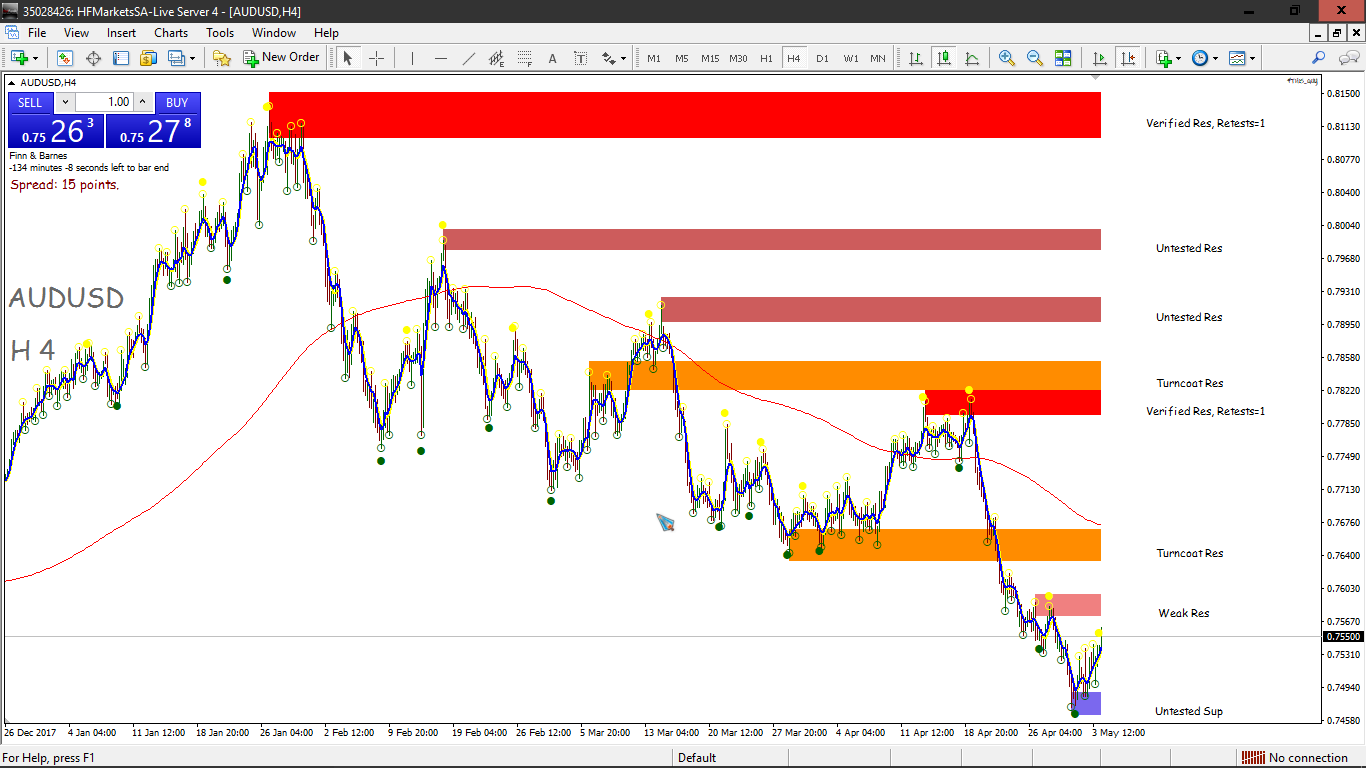 35028426: HFMarketsSA-Live Server 4 - [AUDUSD,H4]
File View Insert Charts Tools Window Help
New Order
A T M1 M5 M15 M30 H1 H4 D1 W1 MN
AUDUSD,H4
SELL 1.00 BUY
0.75 26 3 0.75 27 8
Finn & Barnes
-134 minutes -8 seconds left to bar end
Spread: 15 points.
AUDUSD
H 4
Verified Res, Retests=1
Untested Res
Untested Res
Turncoat Res
Verified Res, Retests=1
Turncoat Res
Weak Res
Untested Sup
0.81500
0.81130
0.80770
0.80400
0.80040
0.79680
0.79310
0.78950
0.78580
0.78220
0.77850
0.77490
0.77130
0.76760
0.76400
0.76030
0.75670
0.75500
0.75310
0.74940
0.74580
26 Dec 2017 4 Jan 04:00 11 Jan 12:00 18 Jan 20:00 26 Jan 04:00 2 Feb 12:00 9 Feb 20:00 19 Feb 04:00 26 Feb 12:00 5 Mar 20:00 13 Mar 04:00 20 Mar 12:00 27 Mar 20:00 4 Apr 04:00 11 Apr 12:00 18 Apr 20:00 26 Apr 04:00 3 May 12:00
For Help, press F1 Default No connection